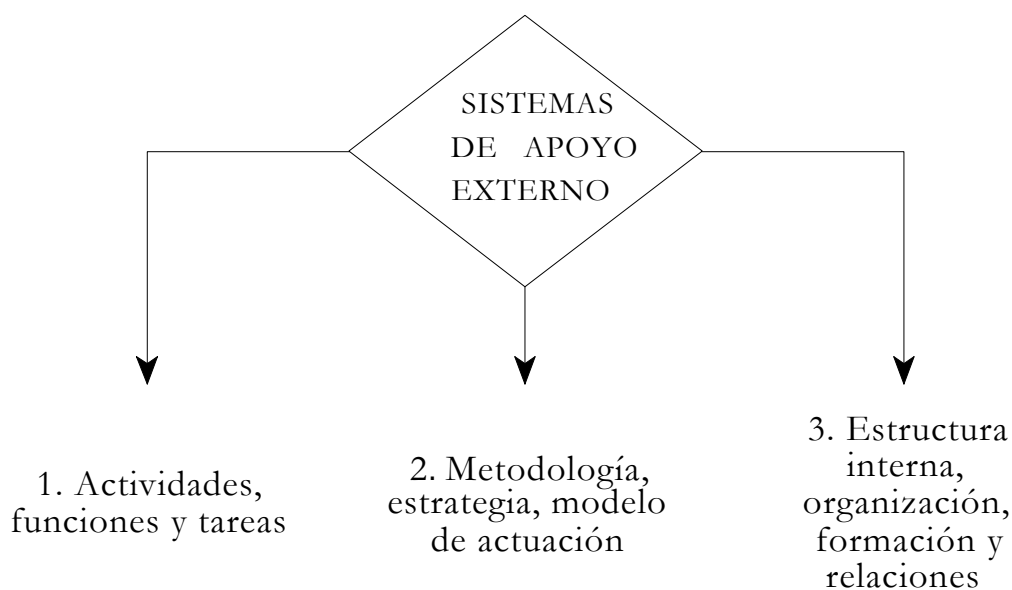 SISTEMAS
DE APOYO
EXTERNO
1. Actividades,
funciones y tareas
2. Metodología,
estrategia, modelo
de actuación
3. Estructura
interna,
organización,
formación y
relaciones